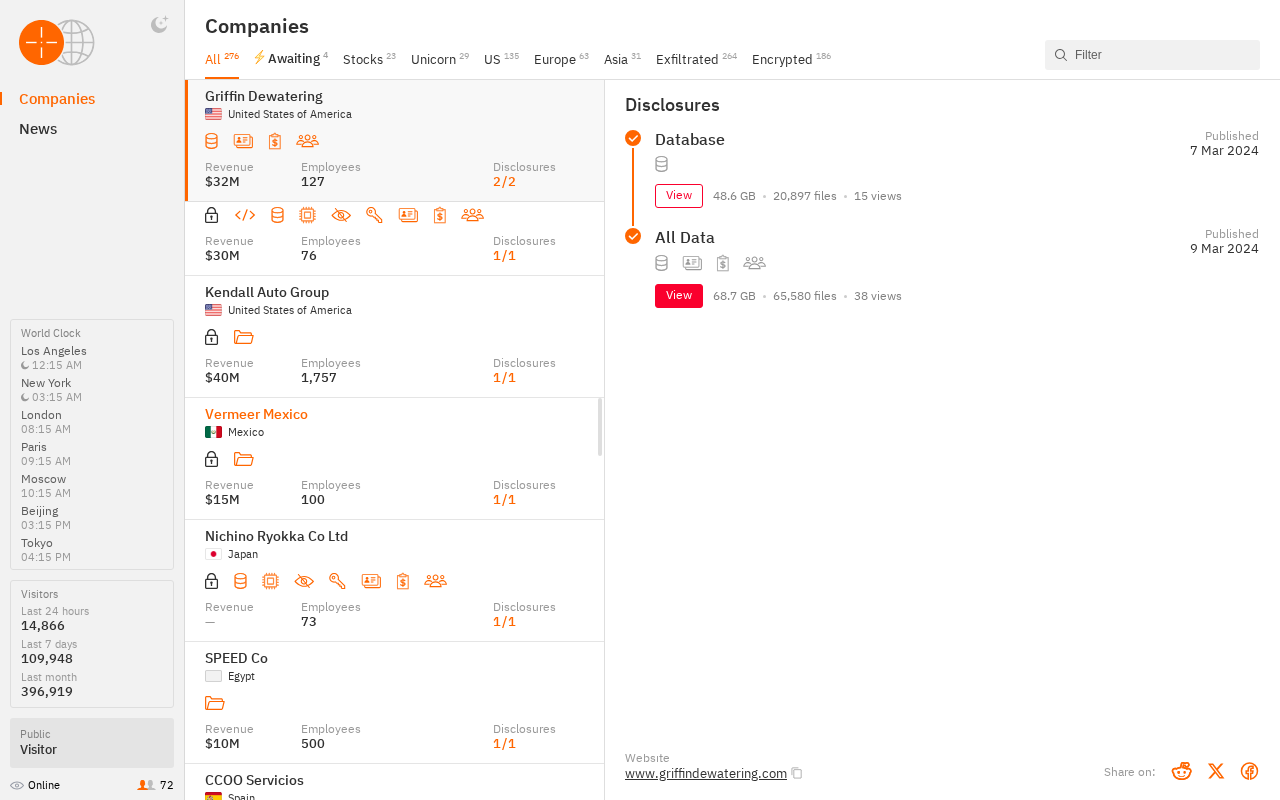 Companies
News
World Clock
Los Angeles
12:15 AM
New York
03:15 AM
London
08:15 AM
Paris
09:15 AM
Moscow
10:15 AM
Beijing
03:15 PM
Tokyo
04:15 PM
Visitors
Last 24 hours
14,866
Last 7 days
109,948
Last month
396,919
Public
Visitor
Online 72
Companies
All 276 Awaiting 4 Stocks 23 Unicorn 29 US 135 Europe 63 Asia 31 Exfiltrated 264 Encrypted 186
Filter
Griffin Dewatering
United States of America
Revenue Employees Disclosures
$32M 127 2/2
Revenue Employees Disclosures
$30M 76 1/1
Kendall Auto Group
United States of America
Revenue Employees Disclosures
$40M 1,757 1/1
Vermeer Mexico
Mexico
Revenue Employees Disclosures
$15M 100 1/1
Nichino Ryokka Co Ltd
Japan
Revenue Employees Disclosures
— 73 1/1
SPEED Co
Egypt
Revenue Employees Disclosures
$10M 500 1/1
CCOO Servicios
Spain
Disclosures
Database Published
7 Mar 2024
View 48.6 GB • 20,897 files • 15 views
All Data Published
9 Mar 2024
View 68.7 GB • 65,580 files • 38 views
Website
www.griffindewatering.com
Share on: